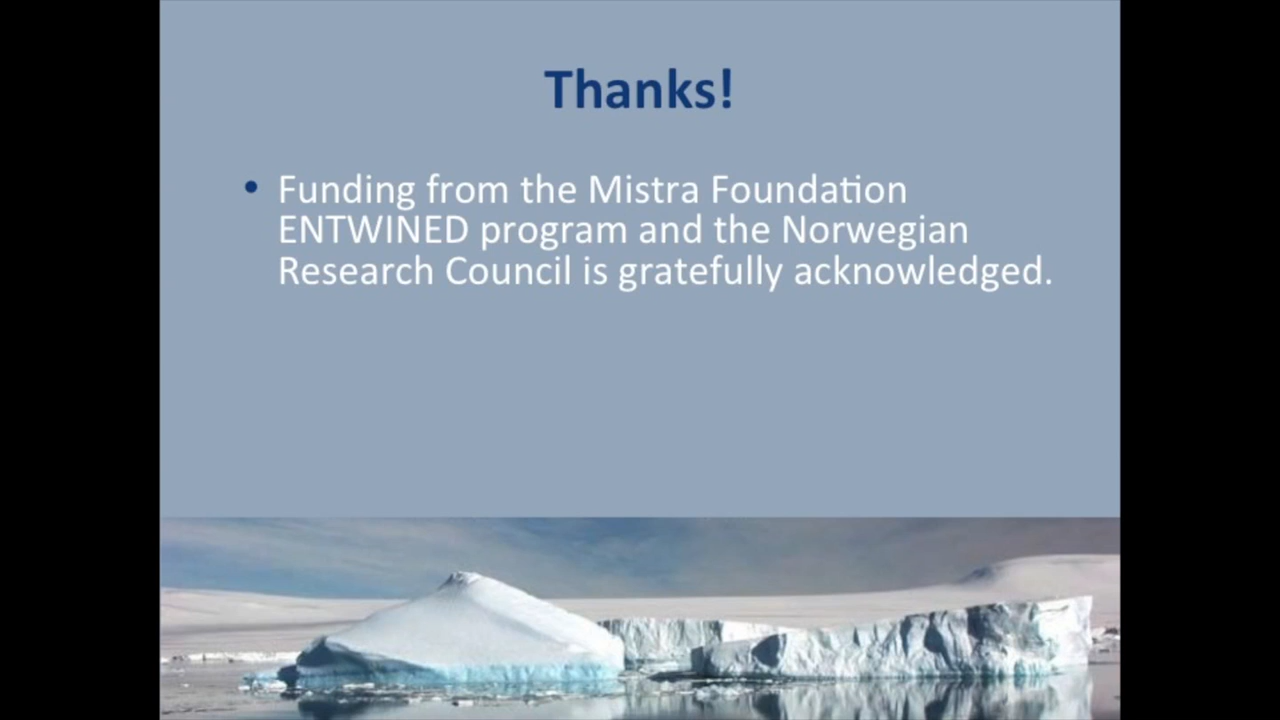 Thanks!
• Funding from the Mistra Foundation
ENTWINED program and the Norwegian
Research Council is gratefully acknowledged.